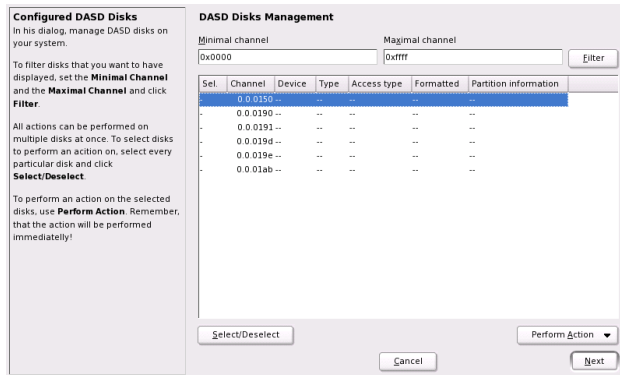 Configured DASD Disks
In his dialog, manage DASD disks on
your system.
To filter disks that you want to have
displayed, set the Minimal Channel
and the Maximal Channel and click
Filter.
All actions can be performed on
multiple disks at once. To select disks
to perform an acition on, select every
particular disk and click
Select/Deselect.
To perform an action on the selected
disks, use Perform Action. Remember,
that the action will be performed
immediatelly!
DASD Disks Management
Minimal channel Maximal channel
0x0000 0xffff Filter
Sel. Channel Device Type Access type Formatted Partition information
- 0.0.0150 -- -- -- -- --
- 0.0.0190 -- -- -- -- --
- 0.0.0191 -- -- -- -- --
- 0.0.019d -- -- -- -- --
- 0.0.019e -- -- -- -- --
- 0.0.01ab -- -- -- -- --
Select/Deselect Perform Action
Cancel Next